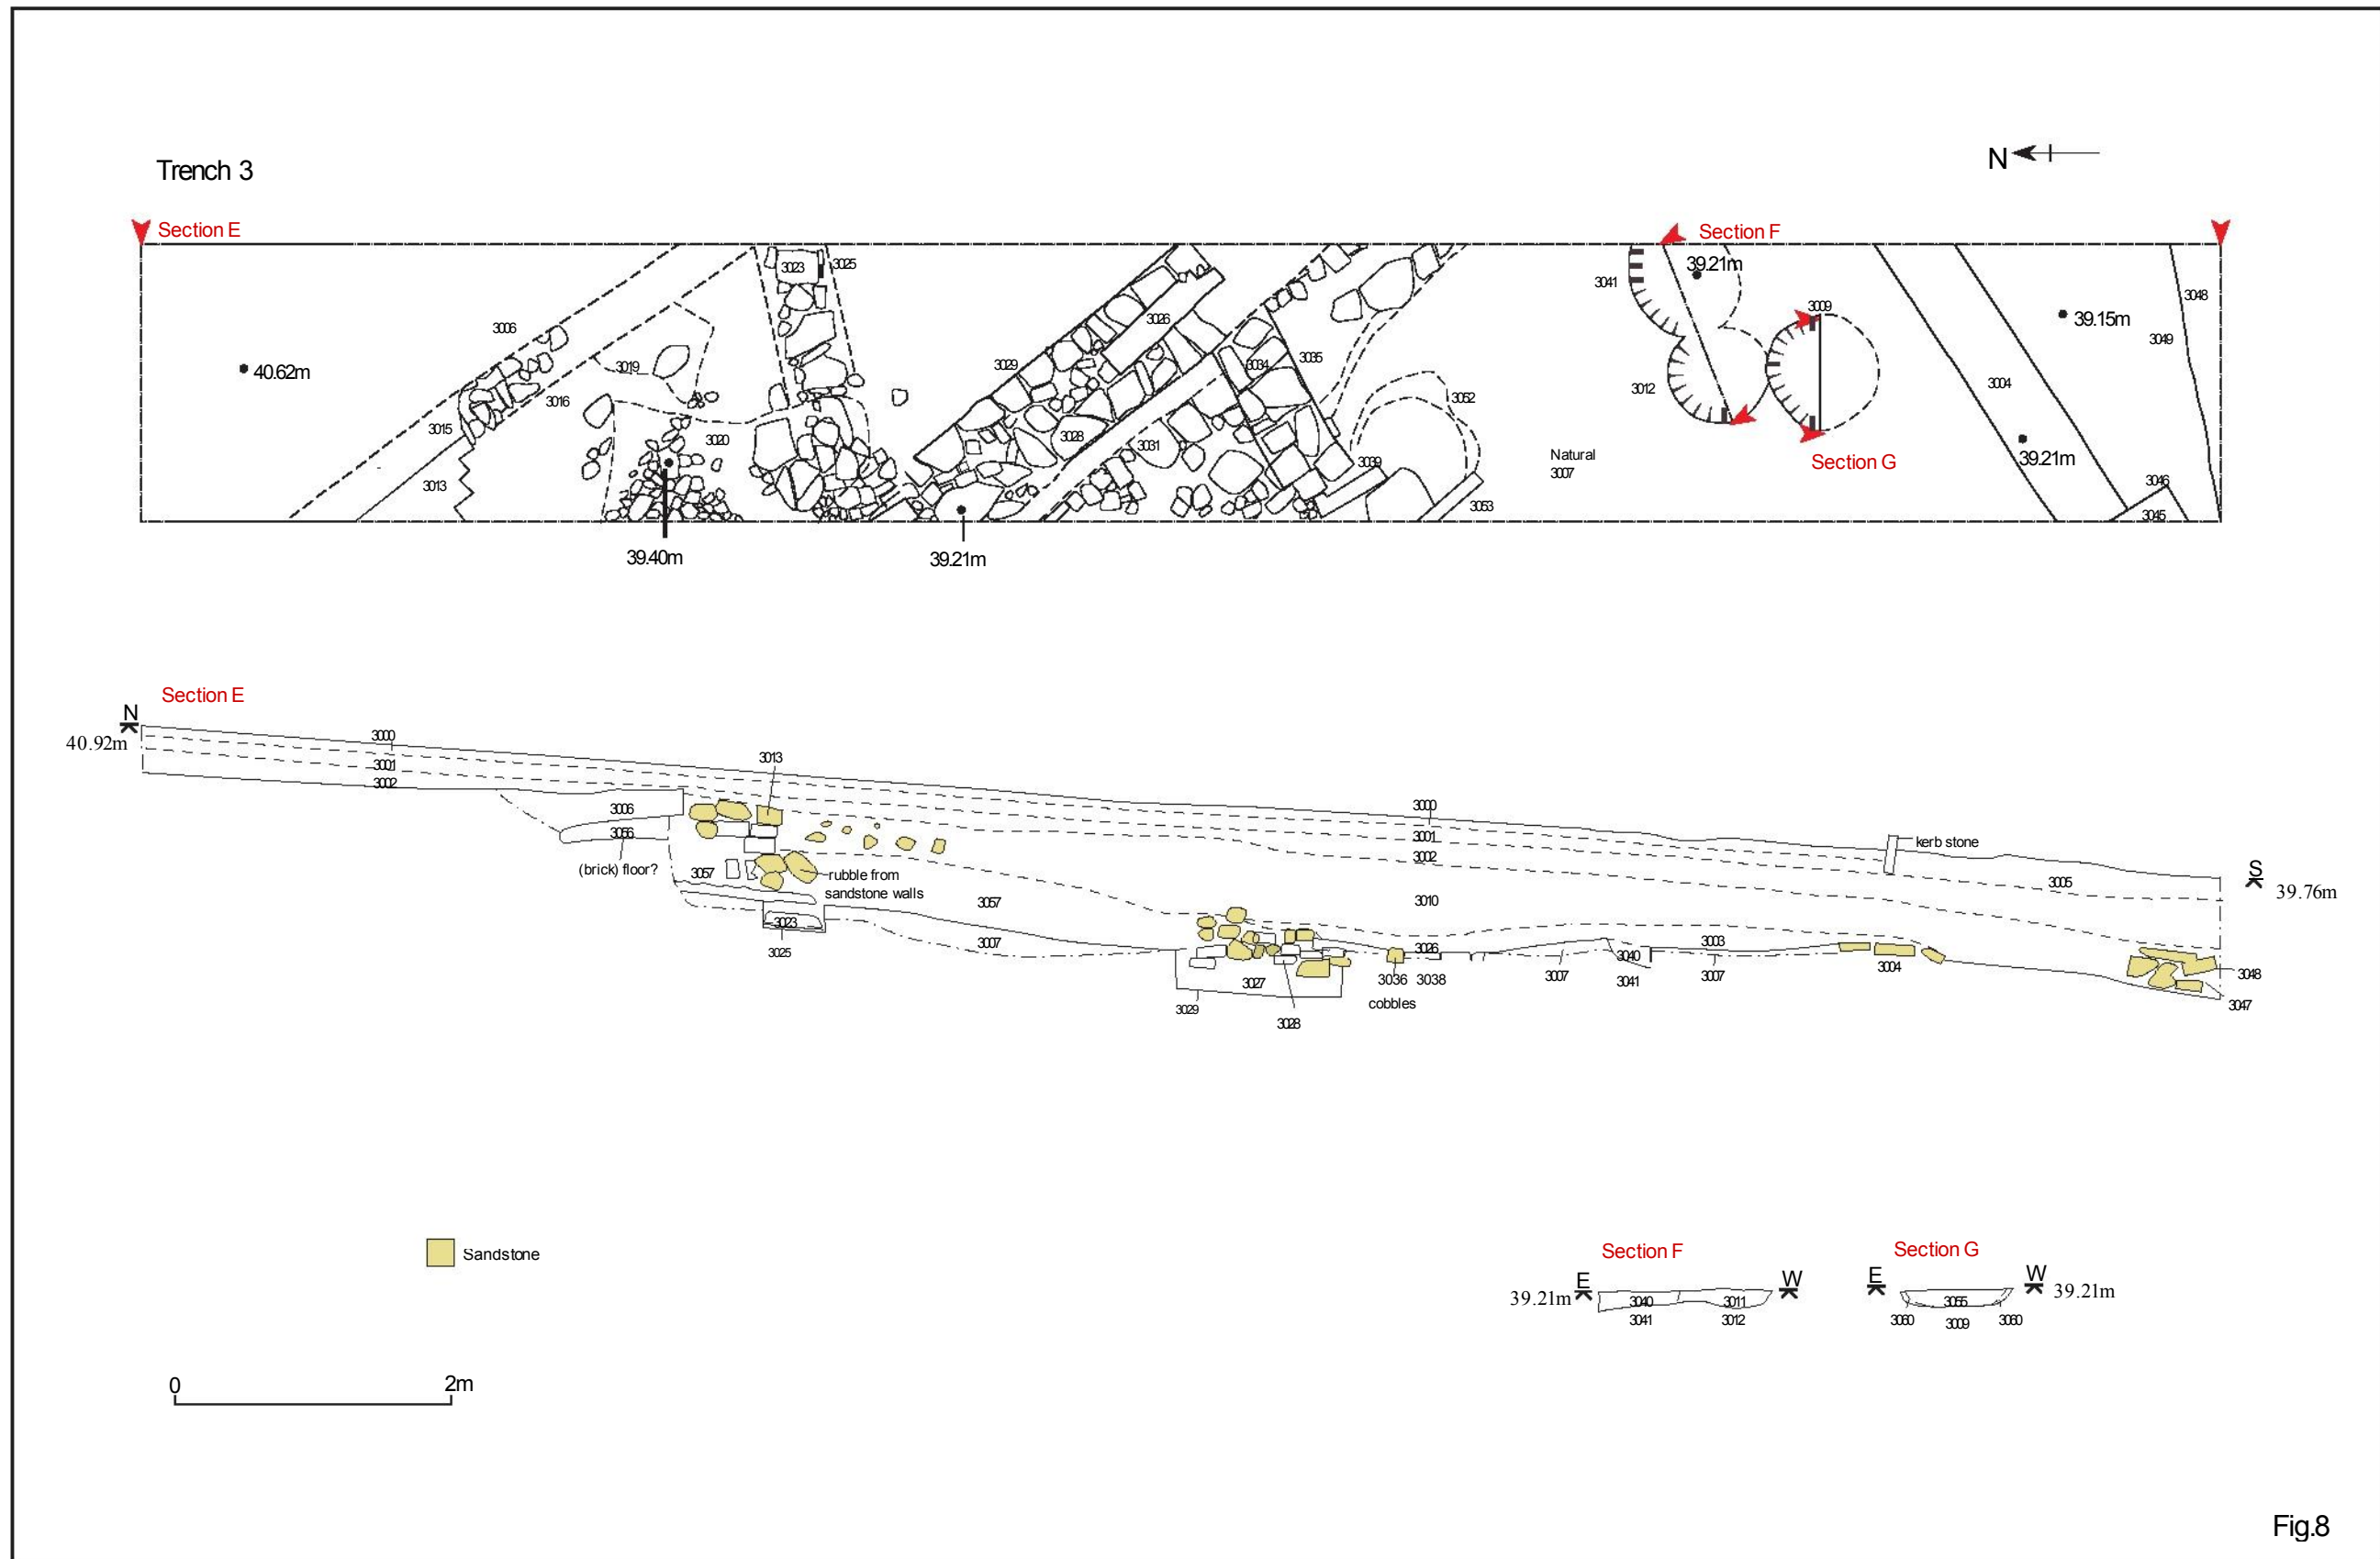 Trench 3
N
Section E
Section F
3023
3025
39.21m
3041
3009
3048
39.15m
3049
3006
3026
3029
3035
3034
3019
40.62m
3016
3012
3004
3052
3015
3020
3028
3031
3039
Natural
3007
Section G
39.21m
3013
3046
3053
3045
39.40m
39.21m
Section E
N
40.92m
3000
3001
3002
3013
3006
3056
(brick) floor?
3057
rubble from
sandstone walls
3023
3025
3057
3007
3000
3001
3002
3010
kerb stone
3005
S
39.76m
3026
3036
3038
cobbles
3027
3029
3028
3007
3040
3041
3003
3007
3004
3048
3047
Sandstone
Section F
E
W
39.21m
3040
3011
3041
3012
Section G
E
W
39.21m
3055
3060
3009
3060
0
2m
Fig.8